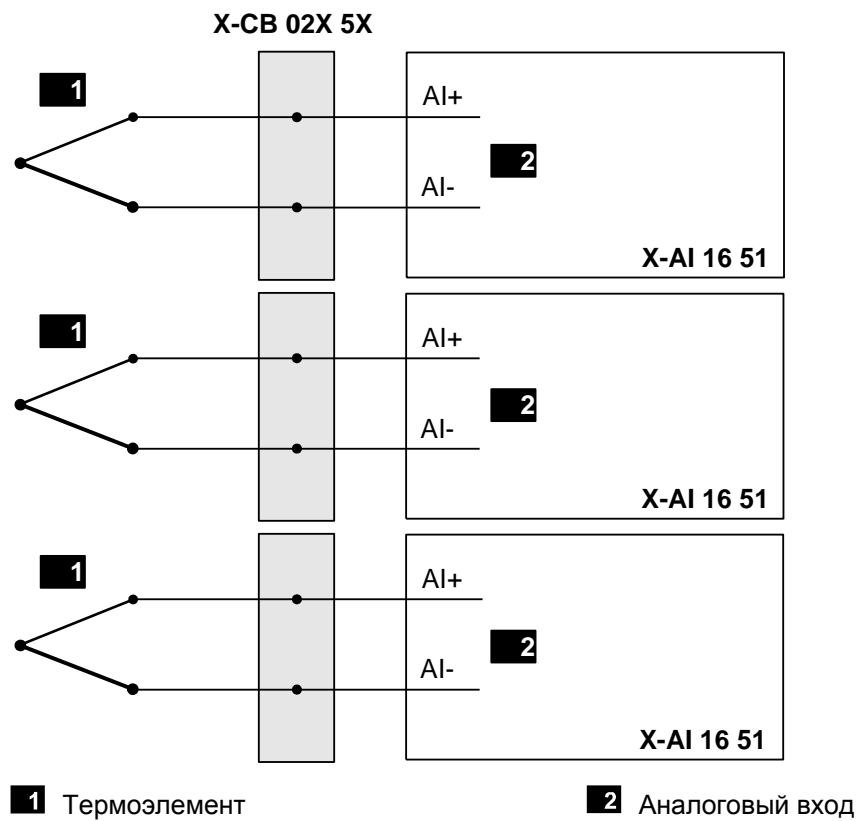 X-CB 02X 5X
1
AI+
2
AI-
X-AI 16 51
1
AI+
2
AI-
X-AI 16 51
1
AI+
2
AI-
X-AI 16 51
1 Термоэлемент
2 Аналоговый вход